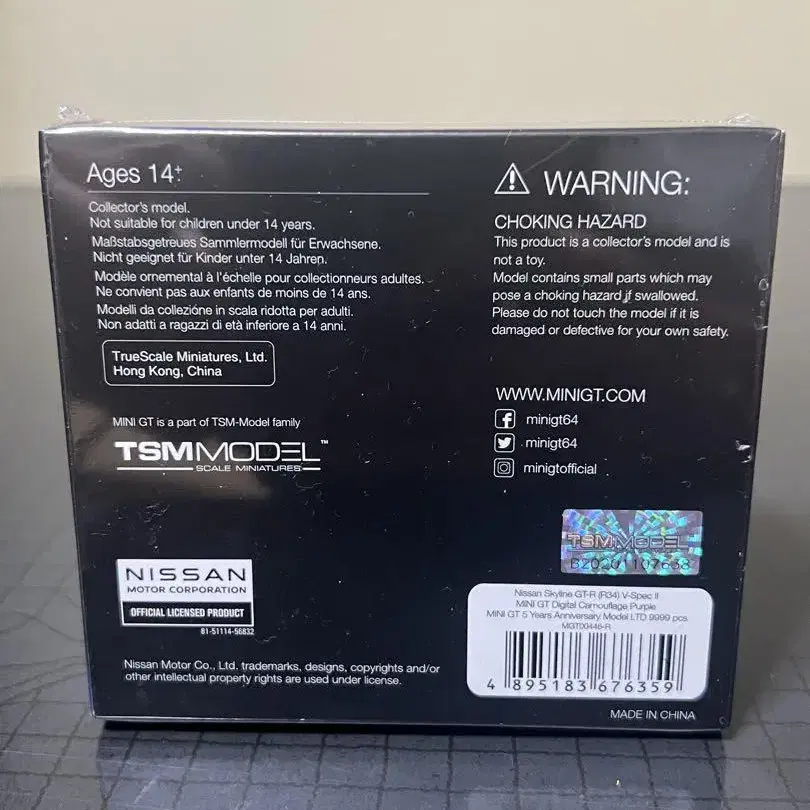 Ages 14+
Collector's model.
Not suitable for children under 14 years.
Maßstabsgetreues Sammlermodell für Erwachsene.
Nicht geeignet für Kinder unter 14 Jahren.
Modèle ornemental à l'échelle pour collectionneurs adultes.
Ne convient pas aux enfants de moins de 14 ans.
Modelli da collezione in scala ridotta per adulti.
Non adatti a ragazzi di età inferiore a 14 anni.
TrueScale Miniatures, Ltd.
Hong Kong, China
MINI GT is a part of TSM-Model family
TSMMODEL™
SCALE MINIATURES
NISSAN
MOTOR CORPORATION
OFFICIAL LICENSED PRODUCT
81-51114-56832
Nissan Motor Co., Ltd. trademarks, designs, copyrights and/or
other intellectual property rights are used under license.
WARNING:
CHOKING HAZARD
This product is a collector's model and is
not a toy.
Model contains small parts which may
pose a choking hazard if swallowed.
Please do not touch the model if it is
damaged or defective for your own safety.
WWW.MINIGT.COM
minigt64
minigt64
minigtofficial
TSMMODEL
B20201107638
Nissan Skyline GT-R (R34) V-Spec II
MINI GT Digital Camouflage Purple
MINI GT 5 Years Anniversary Model LTD 9999 pcs
MGT00446-R
4 895183 676359
MADE IN CHINA